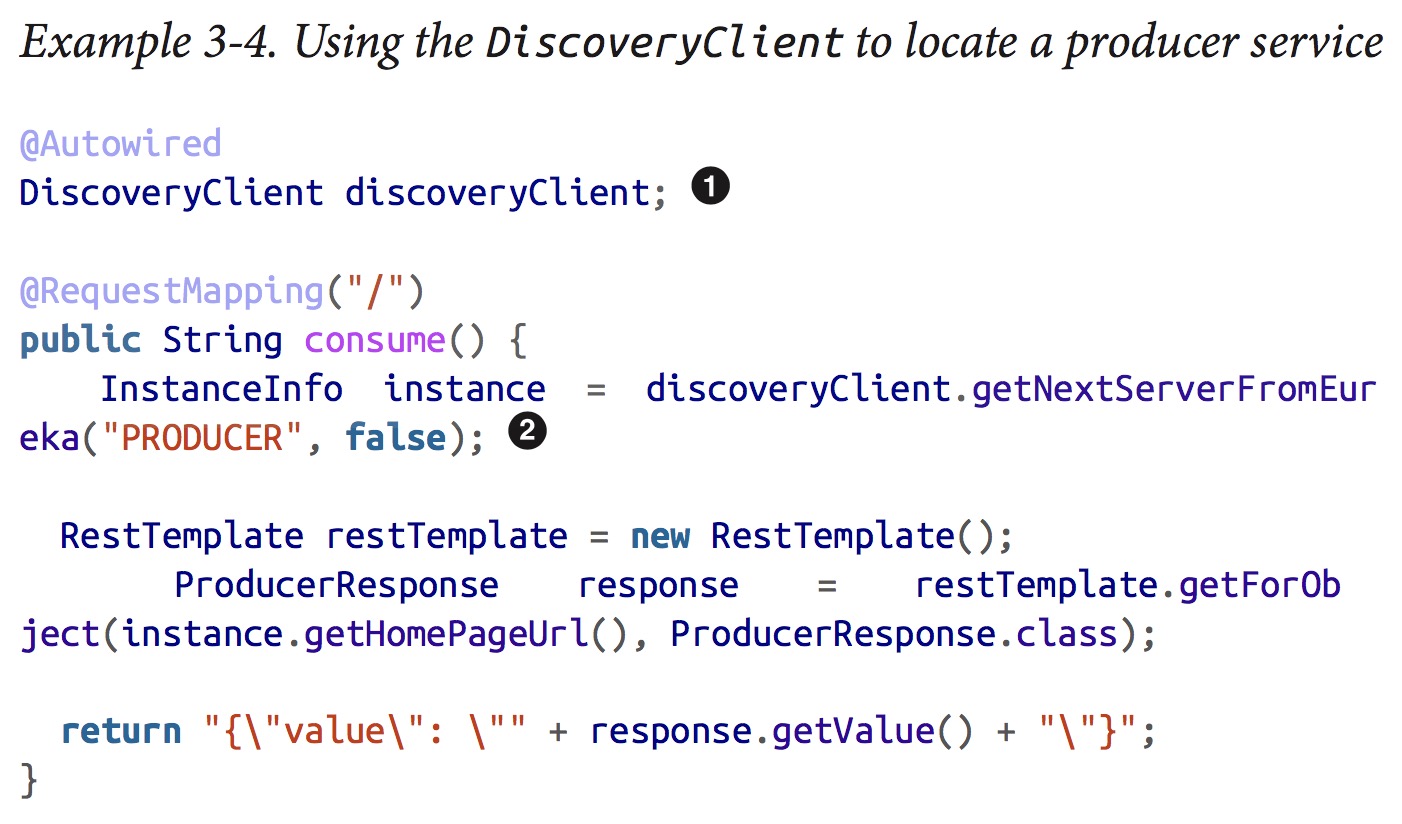 Example 3-4. Using the DiscoveryClient to locate a producer service
@Autowired
DiscoveryClient discoveryClient; ❶
@RequestMapping("/")
public String consume() {
    InstanceInfo  instance  =  discoveryClient.getNextServerFromEur
eka("PRODUCER", false); ❷
  RestTemplate restTemplate = new RestTemplate();
        ProducerResponse    response    =    restTemplate.getForOb
ject(instance.getHomePageUrl(), ProducerResponse.class);
  return "{\"value\": \"" + response.getValue() + "\"}";
}